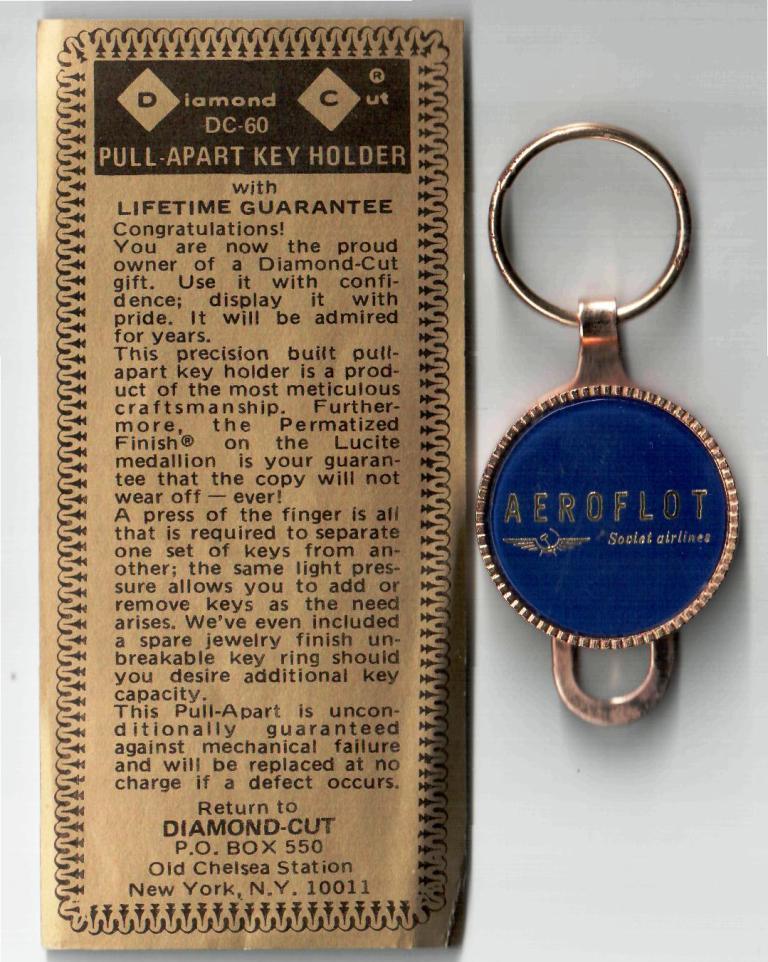 Diamond Cut®
DC-60
PULL-APART KEY HOLDER
with
LIFETIME GUARANTEE
Congratulations!
You are now the proud
owner of a Diamond-Cut
gift. Use it with confi-
dence; display it with
pride. It will be admired
for years.
This precision built pull-
apart key holder is a prod-
uct of the most meticulous
craftsmanship. Further-
more, the Permatized
Finish® on the Lucite
medallion is your guaran-
tee that the copy will not
wear off — ever!
A press of the finger is all
that is required to separate
one set of keys from an-
other; the same light pres-
sure allows you to add or
remove keys as the need
arises. We've even included
a spare jewelry finish un-
breakable key ring should
you desire additional key
capacity.
This Pull-Apart is uncon-
ditionally guaranteed
against mechanical failure
and will be replaced at no
charge if a defect occurs.
Return to
DIAMOND-CUT
P.O. BOX 550
Old Chelsea Station
New York, N.Y. 10011
AEROFLOT
Soviet airlines